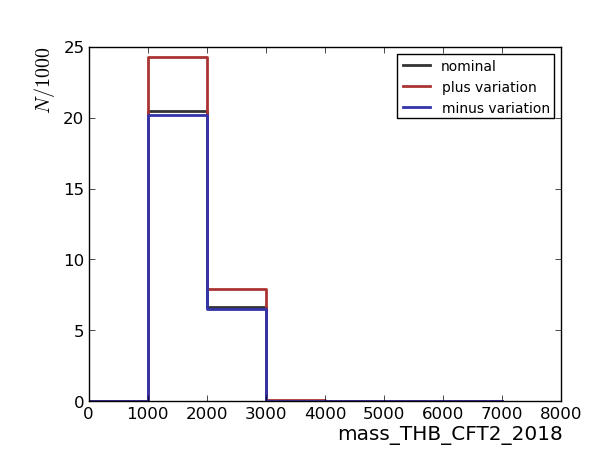 N/1000
25
20
15
10
5
0
nominal
plus variation
minus variation
0 1000 2000 3000 4000 5000 6000 7000 8000
mass_THB_CFT2_2018